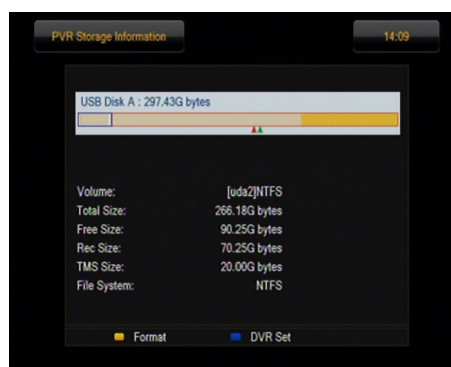 PVR Storage Information 14:09
USB Disk A : 297.43G bytes
Volume: [uda2]NTFS
Total Size: 266.18G bytes
Free Size: 90.25G bytes
Rec Size: 70.25G bytes
TMS Size: 20.00G bytes
File System: NTFS
Format DVR Set